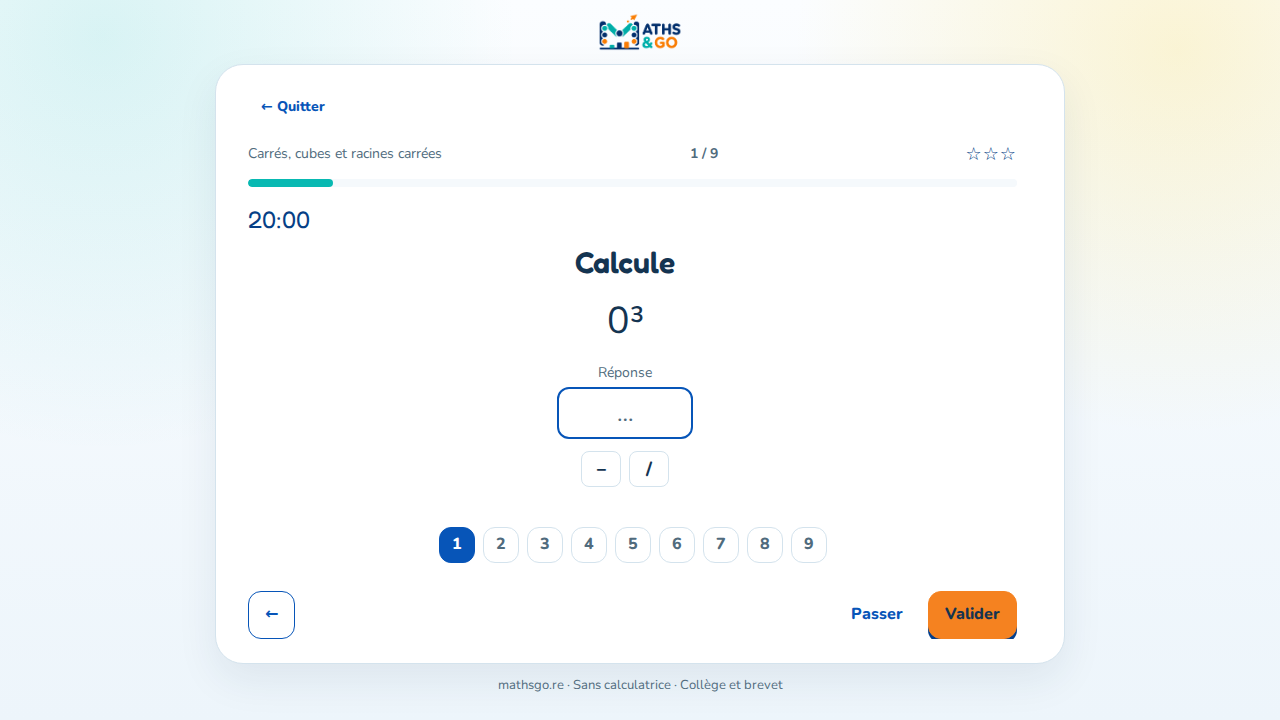 MATHS
&GO
← Quitter
Carrés, cubes et racines carrées
1 / 9
☆☆☆
20:00
Calcule
0³
Réponse
...
− /
1 2 3 4 5 6 7 8 9
← Passer Valider
mathsgo.re · Sans calculatrice · Collège et brevet